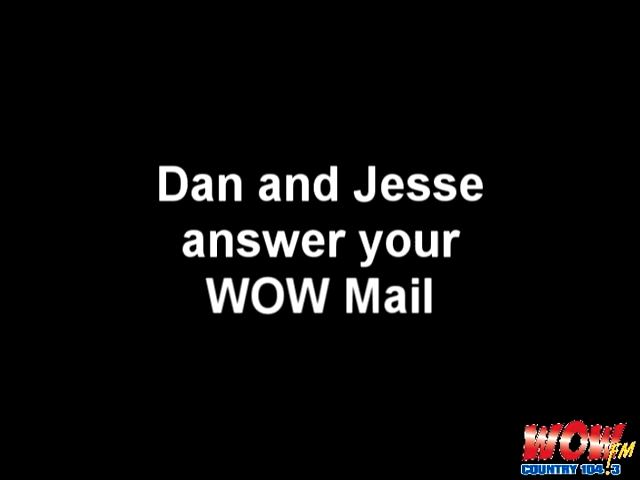 Dan and Jesse
answer your
WOW Mail
WOW FM
COUNTRY 104.3